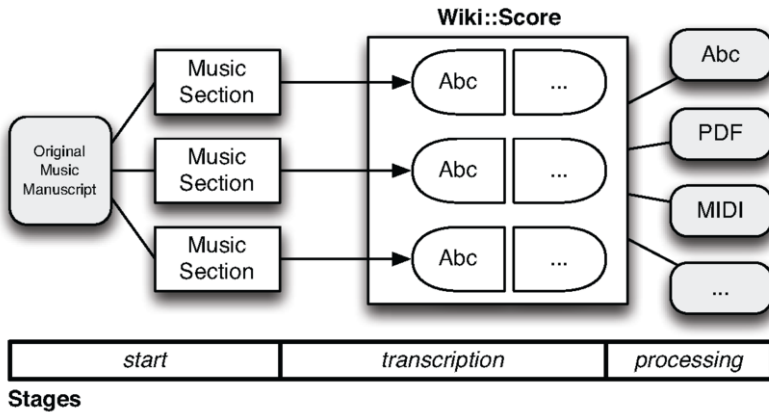 Wiki::Score
Original
Music
Manuscript
Music
Section
Music
Section
Music
Section
Abc
...
Abc
...
Abc
...
Abc
PDF
MIDI
...
start
transcription
processing
Stages